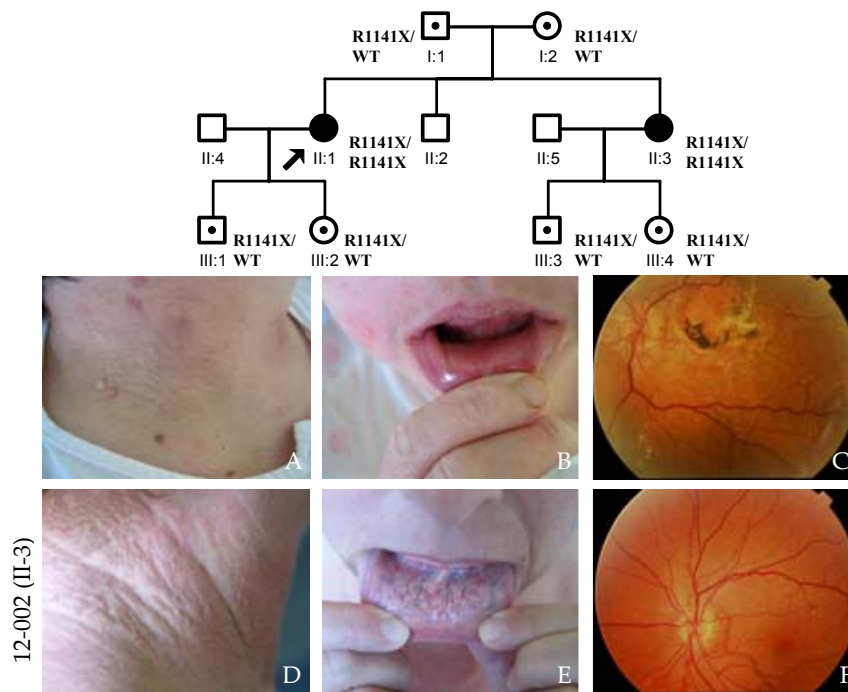 R1141X/
WT
I:1
I:2
R1141X/
WT
II:4
II:1
R1141X/
R1141X
II:2
II:5
II:3
R1141X/
R1141X
III:1
R1141X/
WT
III:2
R1141X/
WT
III:3
R1141X/
WT
III:4
R1141X/
WT
A
B
C
12-002 (II-3)
D
E
F